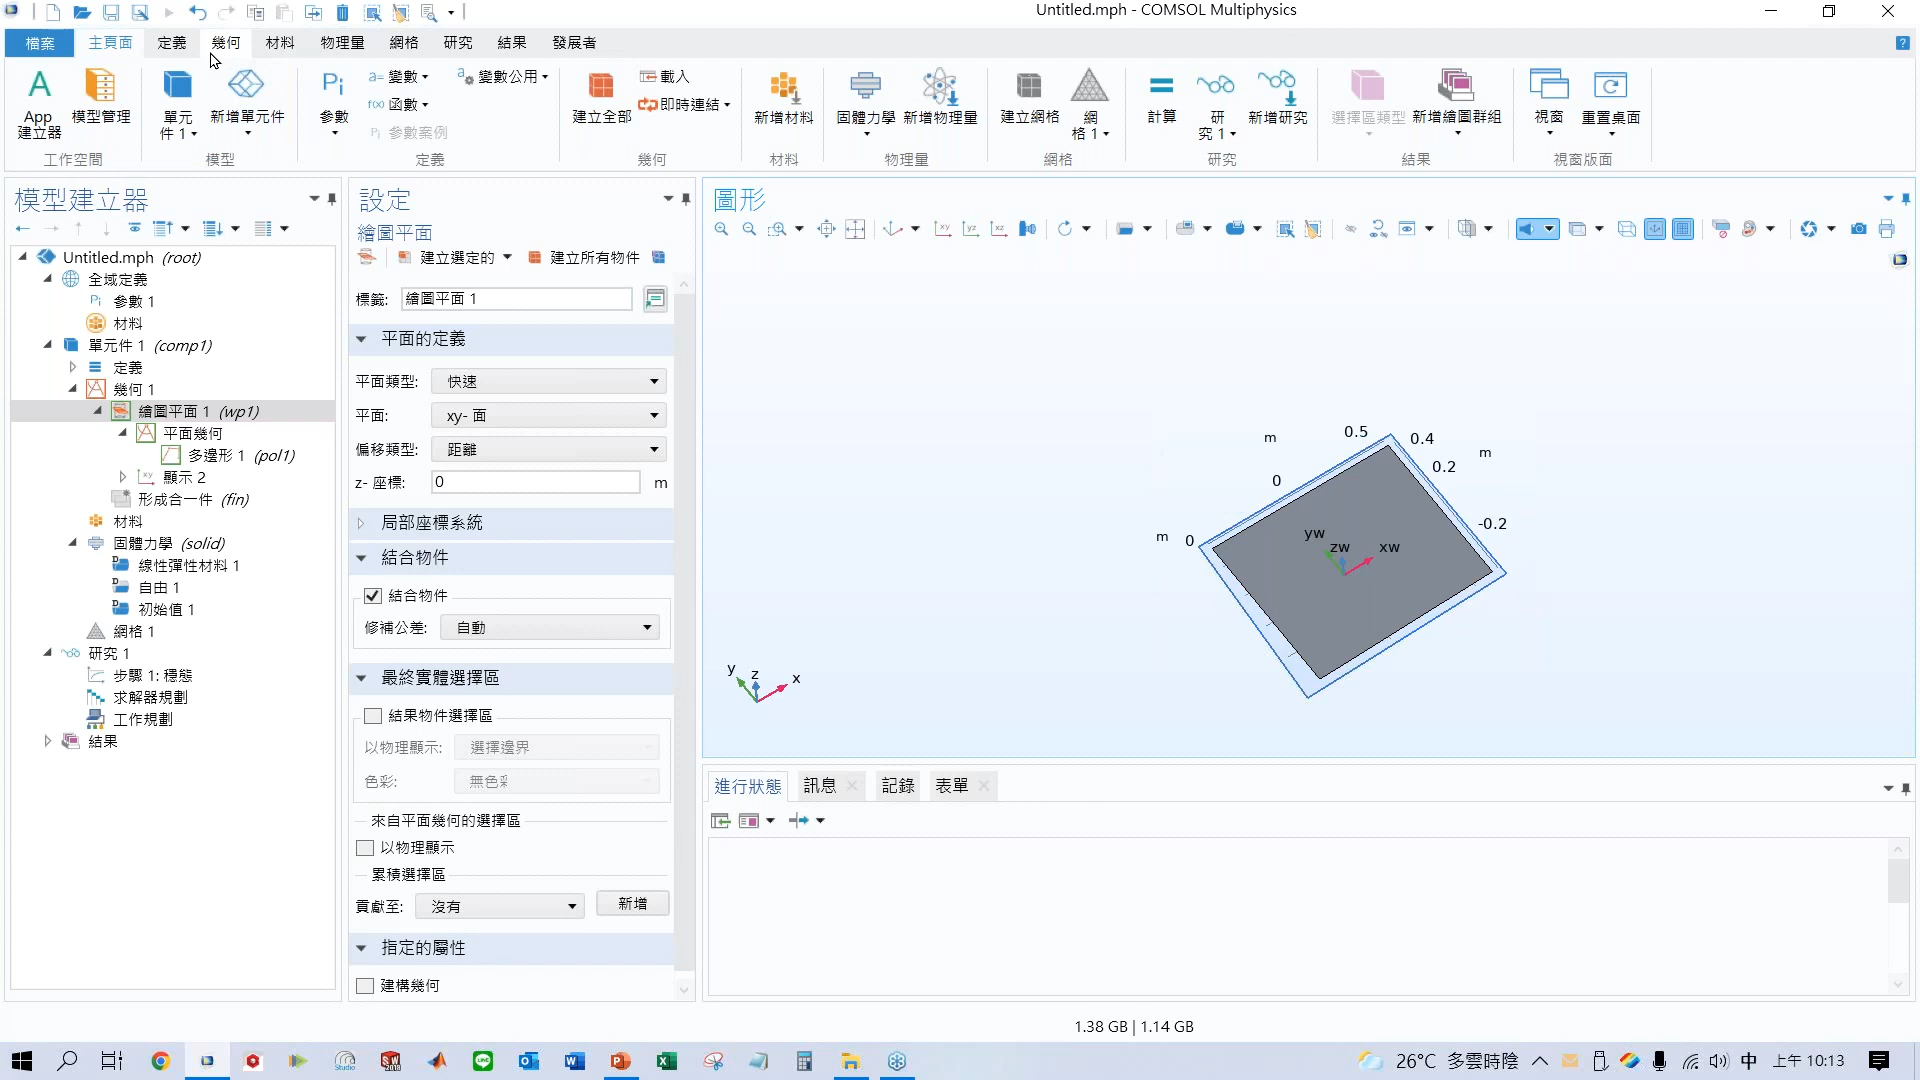 Untitled.mph - COMSOL Multiphysics
檔案 主頁面 定義 幾何 材料 物理量 網格 研究 結果 發展者
App 建立器
模型管理
工作空間
單元件 1
新增單元件
模型
Pi
參數
a= 變數
f(x) 函數
Pi 參數案例
變數公用
定義
建立全部
載入
即時連結
幾何
新增材料
材料
固體力學
新增物理量
物理量
建立網格
網格 1
網格
計算
研究 1
新增研究
研究
選擇區類型
新增繪圖群組
結果
視窗
重置桌面
視窗版面
模型建立器
Untitled.mph (root)
全域定義
Pi 參數 1
材料
單元件 1 (comp1)
定義
幾何 1
繪圖平面 1 (wp1)
平面幾何
多邊形 1 (pol1)
顯示 2
形成合一件 (fin)
材料
固體力學 (solid)
線性彈性材料 1
自由 1
初始值 1
網格 1
研究 1
步驟 1: 穩態
求解器規劃
工作規劃
結果
設定
繪圖平面
建立選定的 建立所有物件
標籤: 繪圖平面 1
平面的定義
平面類型: 快速
平面: xy- 面
偏移類型: 距離
z- 座標: 0 m
局部座標系統
結合物件
結合物件
修補公差: 自動
最終實體選擇區
結果物件選擇區
以物理顯示: 選擇邊界
色彩: 無色彩
來自平面幾何的選擇區
以物理顯示
累積選擇區
貢獻至: 沒有 新增
指定的屬性
建構幾何
圖形
m 0.5 0.4
0.2 m
0
-0.2
m 0
yw zw xw
y z x
進行狀態 訊息 記錄 表單
1.38 GB | 1.14 GB
26°C 多雲時陰 中 上午 10:13